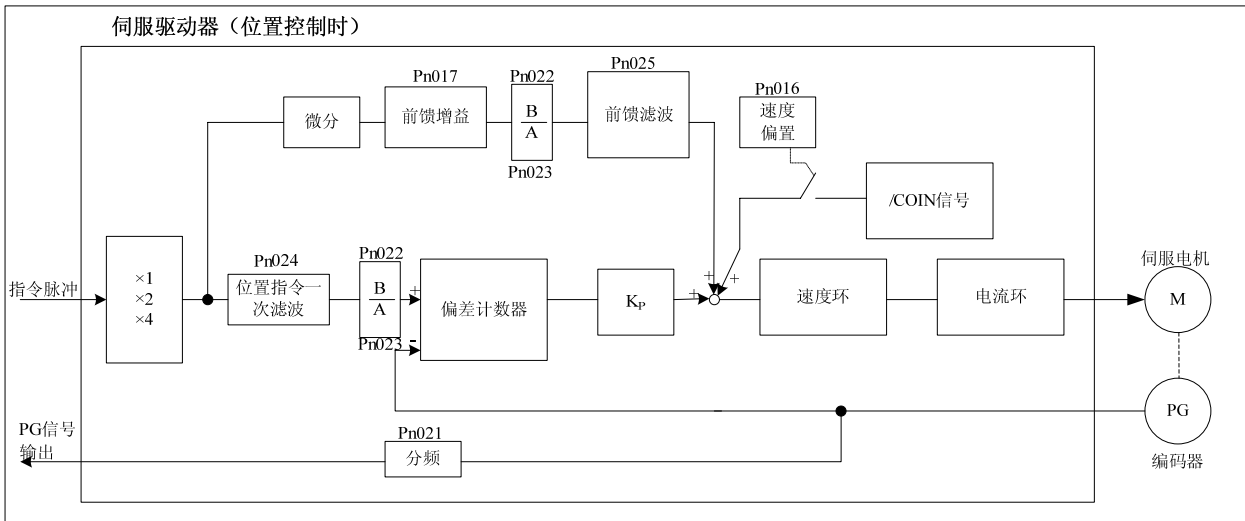 伺服驱动器（位置控制时）
Pn017
Pn022
Pn025
Pn016
微分
前馈增益
B
A
前馈滤波
速度
偏置
Pn023
/COIN信号
指令脉冲
×1
×2
×4
Pn024
位置指令一
次滤波
Pn022
B
A
Pn023
+
-
偏差计数器
KP
+
+
+
速度环
电流环
伺服电机
M
PG
编码器
PG信号
输出
Pn021
分频